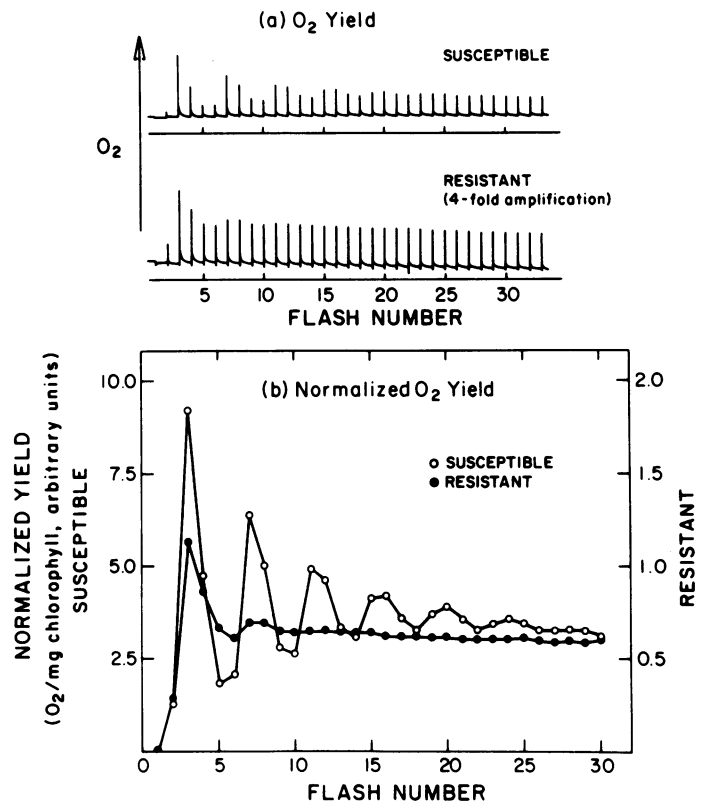 (a) O₂ Yield
SUSCEPTIBLE
O₂
RESISTANT
(4-fold amplification)
5 10 15 20 25 30
FLASH NUMBER
(b) Normalized O₂ Yield
NORMALIZED YIELD
(O₂/mg chlorophyll, arbitrary units)
SUSCEPTIBLE
10.0
7.5
5.0
2.5
SUSCEPTIBLE
RESISTANT
2.0
1.5
1.0
0.5
RESISTANT
0 5 10 15 20 25 30
FLASH NUMBER